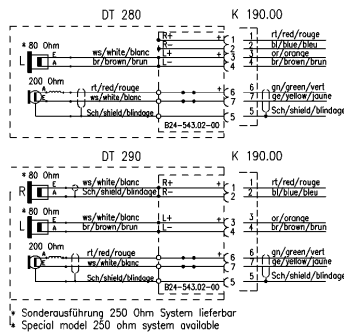 DT 280 K 190.00
* 80 Ohm
L E A
ws/white/blanc
br/brown/brun
R+
R-
L+
L-
+ 1 rt/red/rouge
2 bl/blue/bleu
+ 3 or/orange
4 br/brown/brun
200 Ohm
A E
rt/red/rouge
ws/white/blanc
Sch/shield/blindage
+ 6 gn/green/vert
7 ge/yellow/jaune
5 Sch/shield/blindage
B24-543.02-00
DT 290 K 190.00
* 80 Ohm
R E A
ws/white/blanc
Sch/shield/blindage
R+
R-
+ 1 rt/red/rouge
2 bl/blue/bleu
* 80 Ohm
L E A
ws/white/blanc
br/brown/brun
L+
L-
+ 3 or/orange
4 br/brown/brun
200 Ohm
A E
rt/red/rouge
ws/white/blanc
Sch/shield/blindage
+ 6 gn/green/vert
7 ge/yellow/jaune
5 Sch/shield/blindage
B24-543.02-00
* Sonderausführung 250 Ohm System lieferbar
* Special model 250 ohm system available